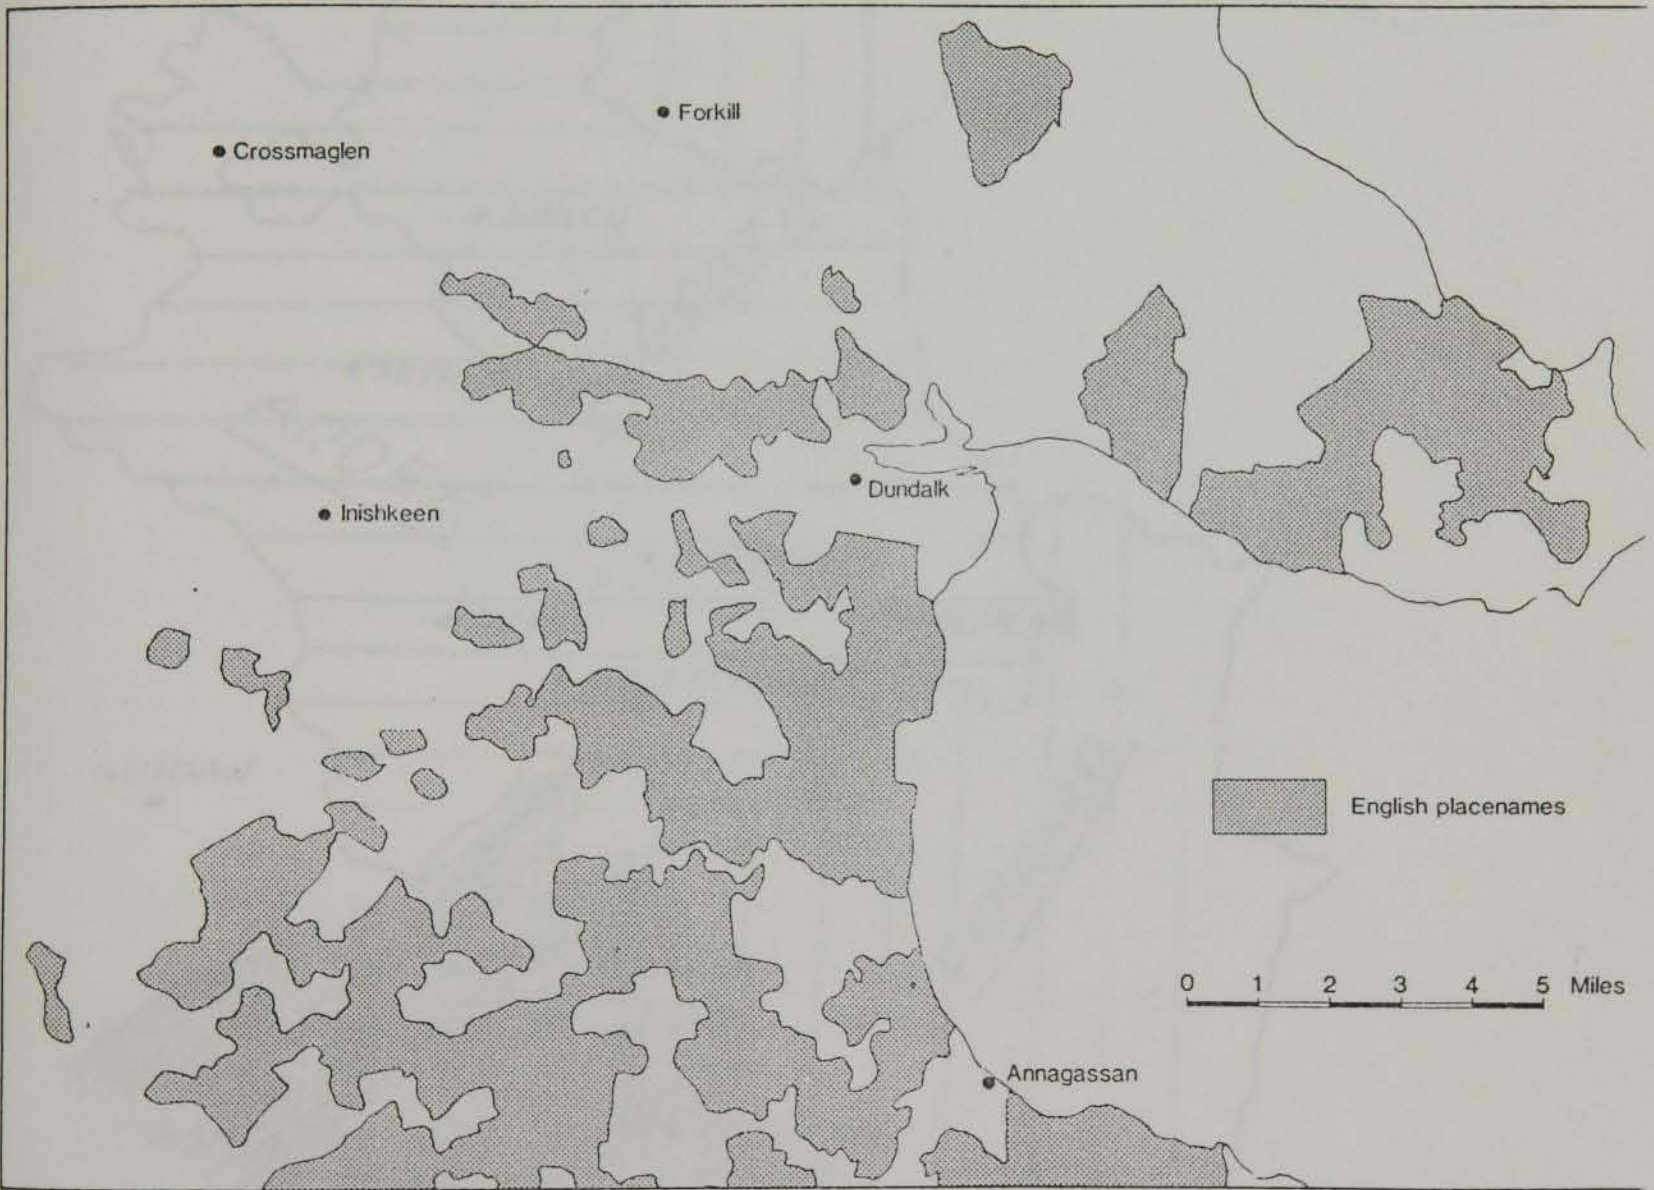 Forkill
Crossmaglen
Dundalk
Inishkeen
English placenames
0 1 2 3 4 5 Miles
Annagassan